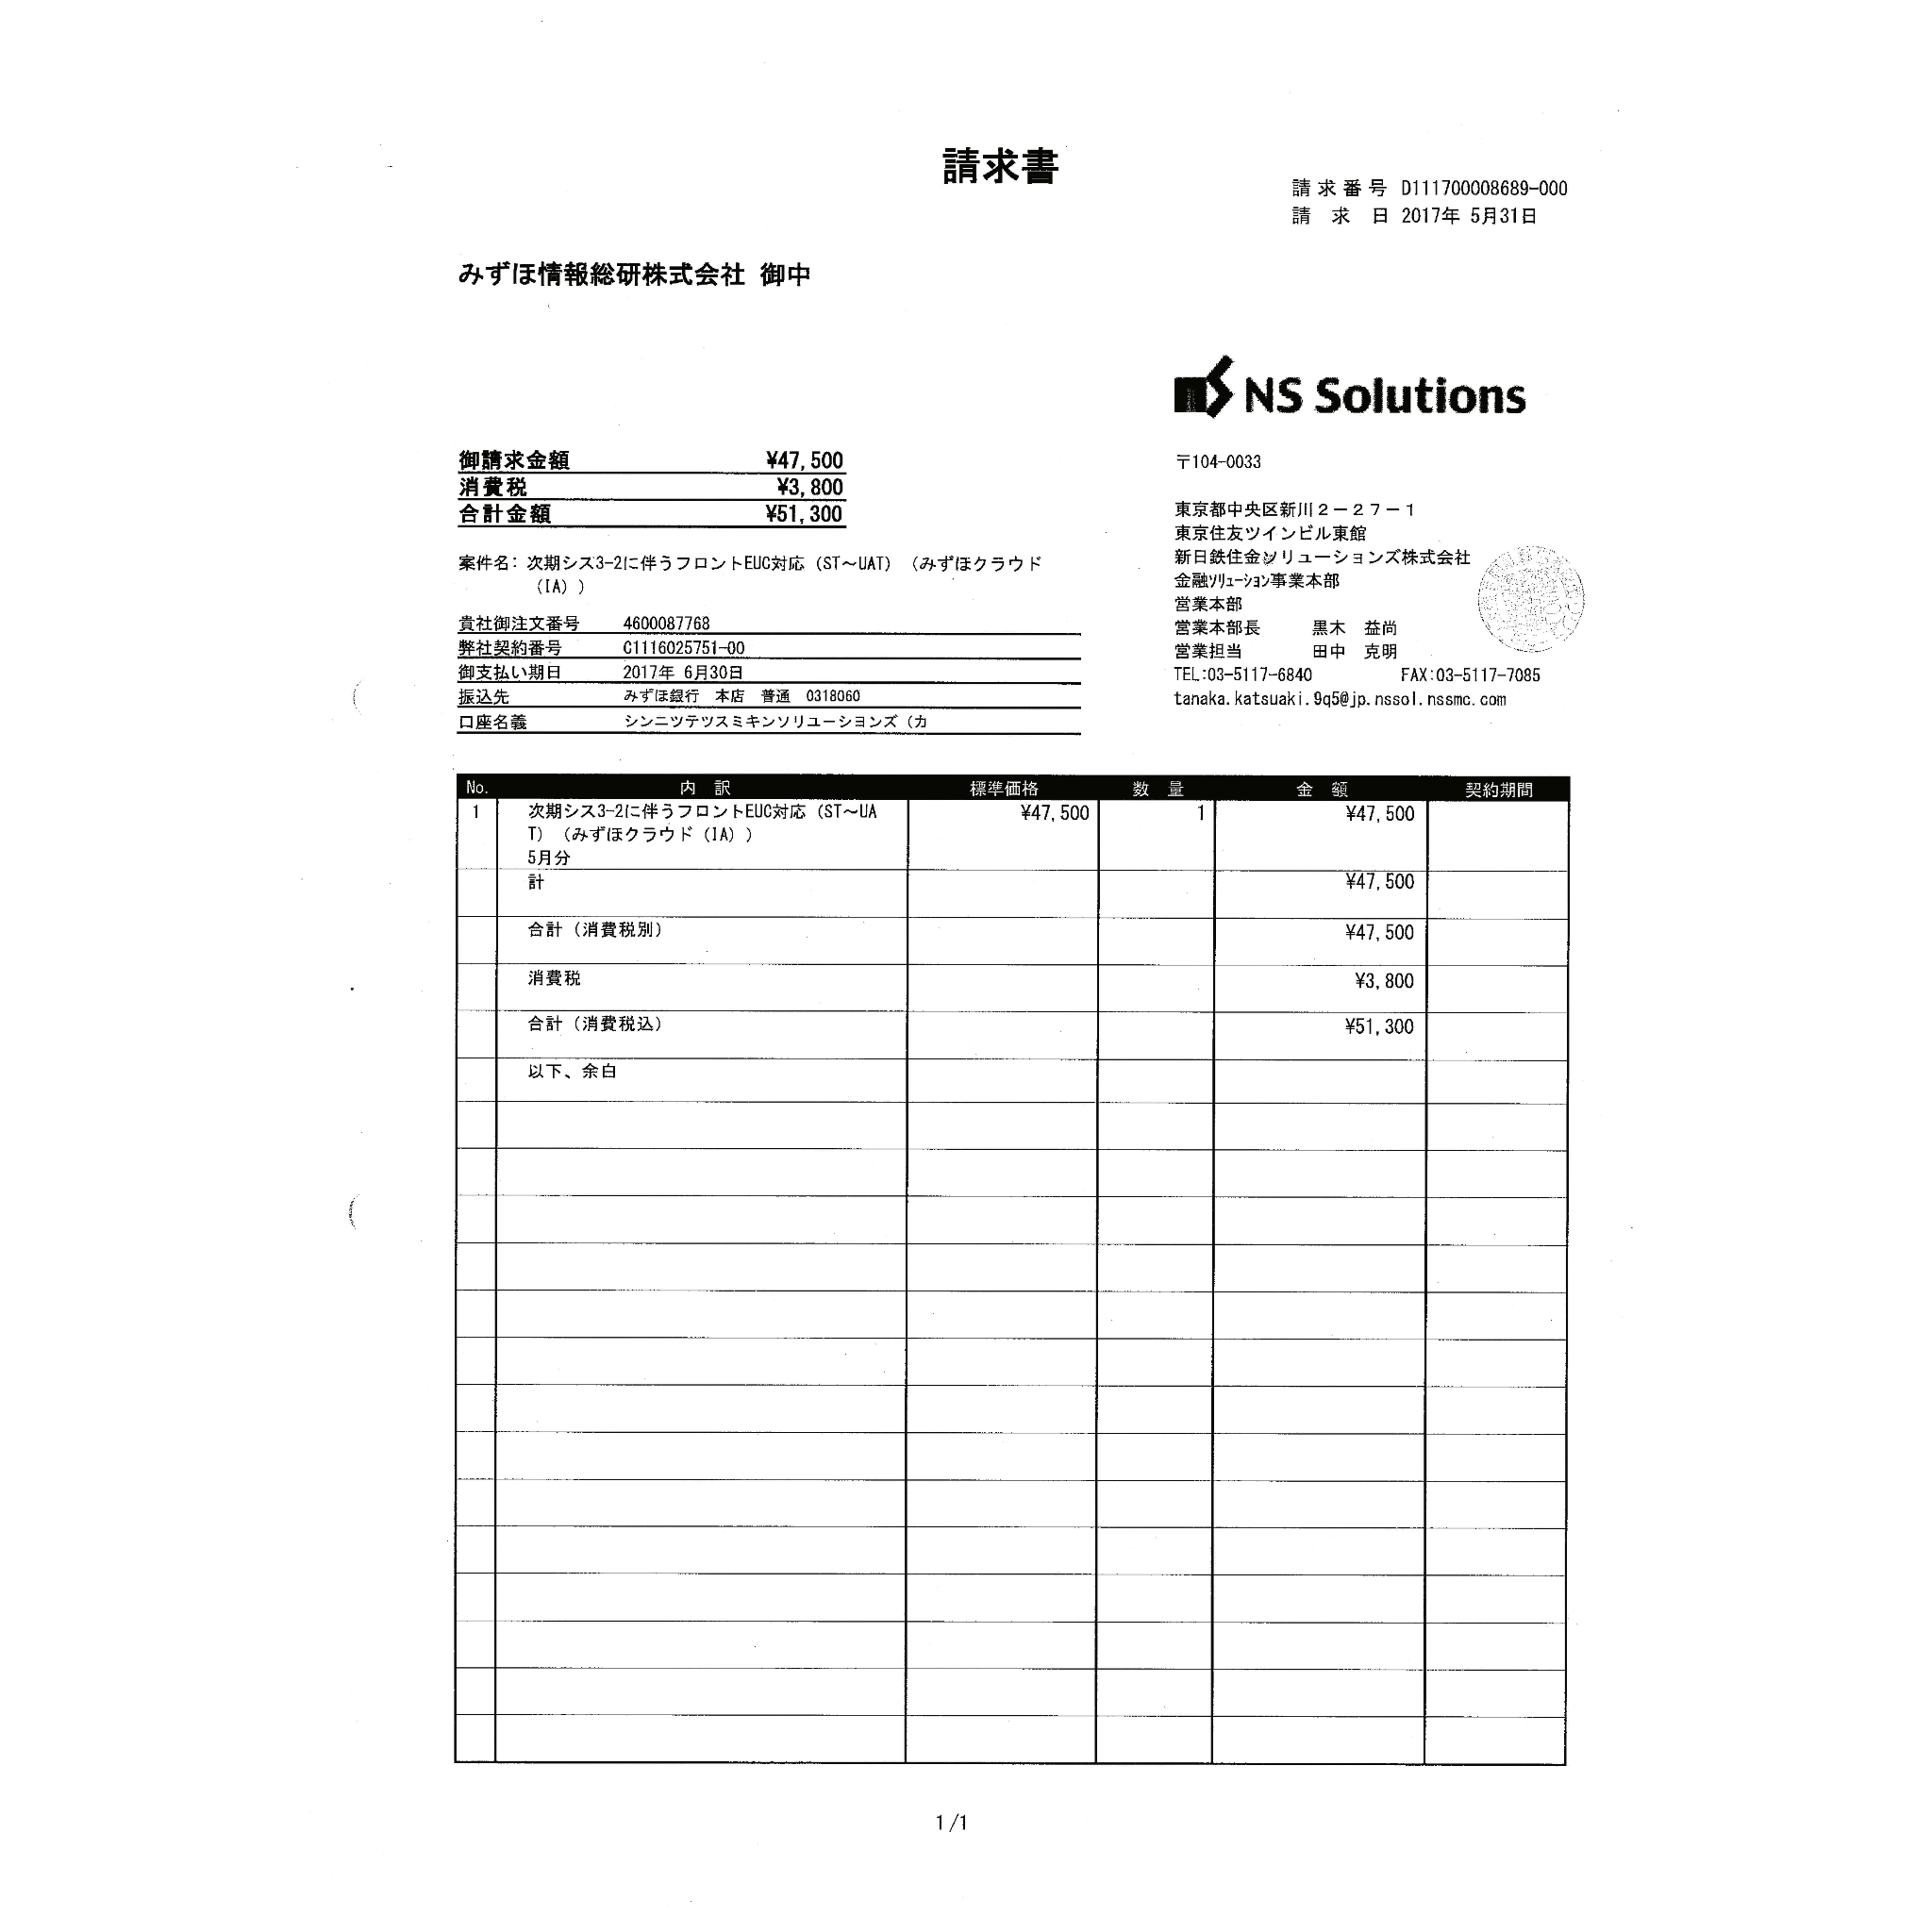 請求書
請求番号 D111700008689-000
請求日 2017年 5月31日
みずほ情報総研株式会社 御中
NS Solutions
御請求金額 ¥47,500
消費税 ¥3,800
合計金額 ¥51,300
〒104-0033
東京都中央区新川2-27-1
東京住友ツインビル東館
新日鉄住金ソリューションズ株式会社
金融ｿﾘｭｰｼｮﾝ事業本部
営業本部
営業本部長 黒木 益尚
営業担当 田中 克明
TEL:03-5117-6840 FAX:03-5117-7085
tanaka.katsuaki.9q5@jp.nssol.nssmc.com
案件名: 次期シス3-2に伴うフロントEUC対応（ST～UAT）（みずほクラウド
（IA））
貴社御注文番号 4600087768
弊社契約番号 C1116025751-00
御支払い期日 2017年 6月30日
振込先 みずほ銀行 本店 普通 0318060
口座名義 シンニツテツスミキンソリユーシヨンズ（カ
No. 内訳 標準価格 数量 金額 契約期間
1 次期シス3-2に伴うフロントEUC対応（ST～UA ¥47,500 1 ¥47,500
T）（みずほクラウド（IA））
5月分
計 ¥47,500
合計（消費税別） ¥47,500
消費税 ¥3,800
合計（消費税込） ¥51,300
以下、余白
1/1